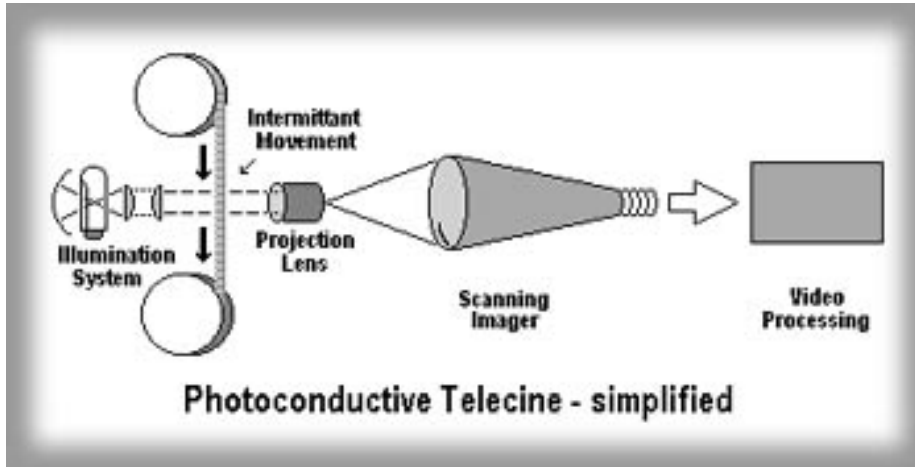 Intermittant
Movement
Illumination
System
Projection
Lens
Scanning
Imager
Video
Processing
Photoconductive Telecine - simplified